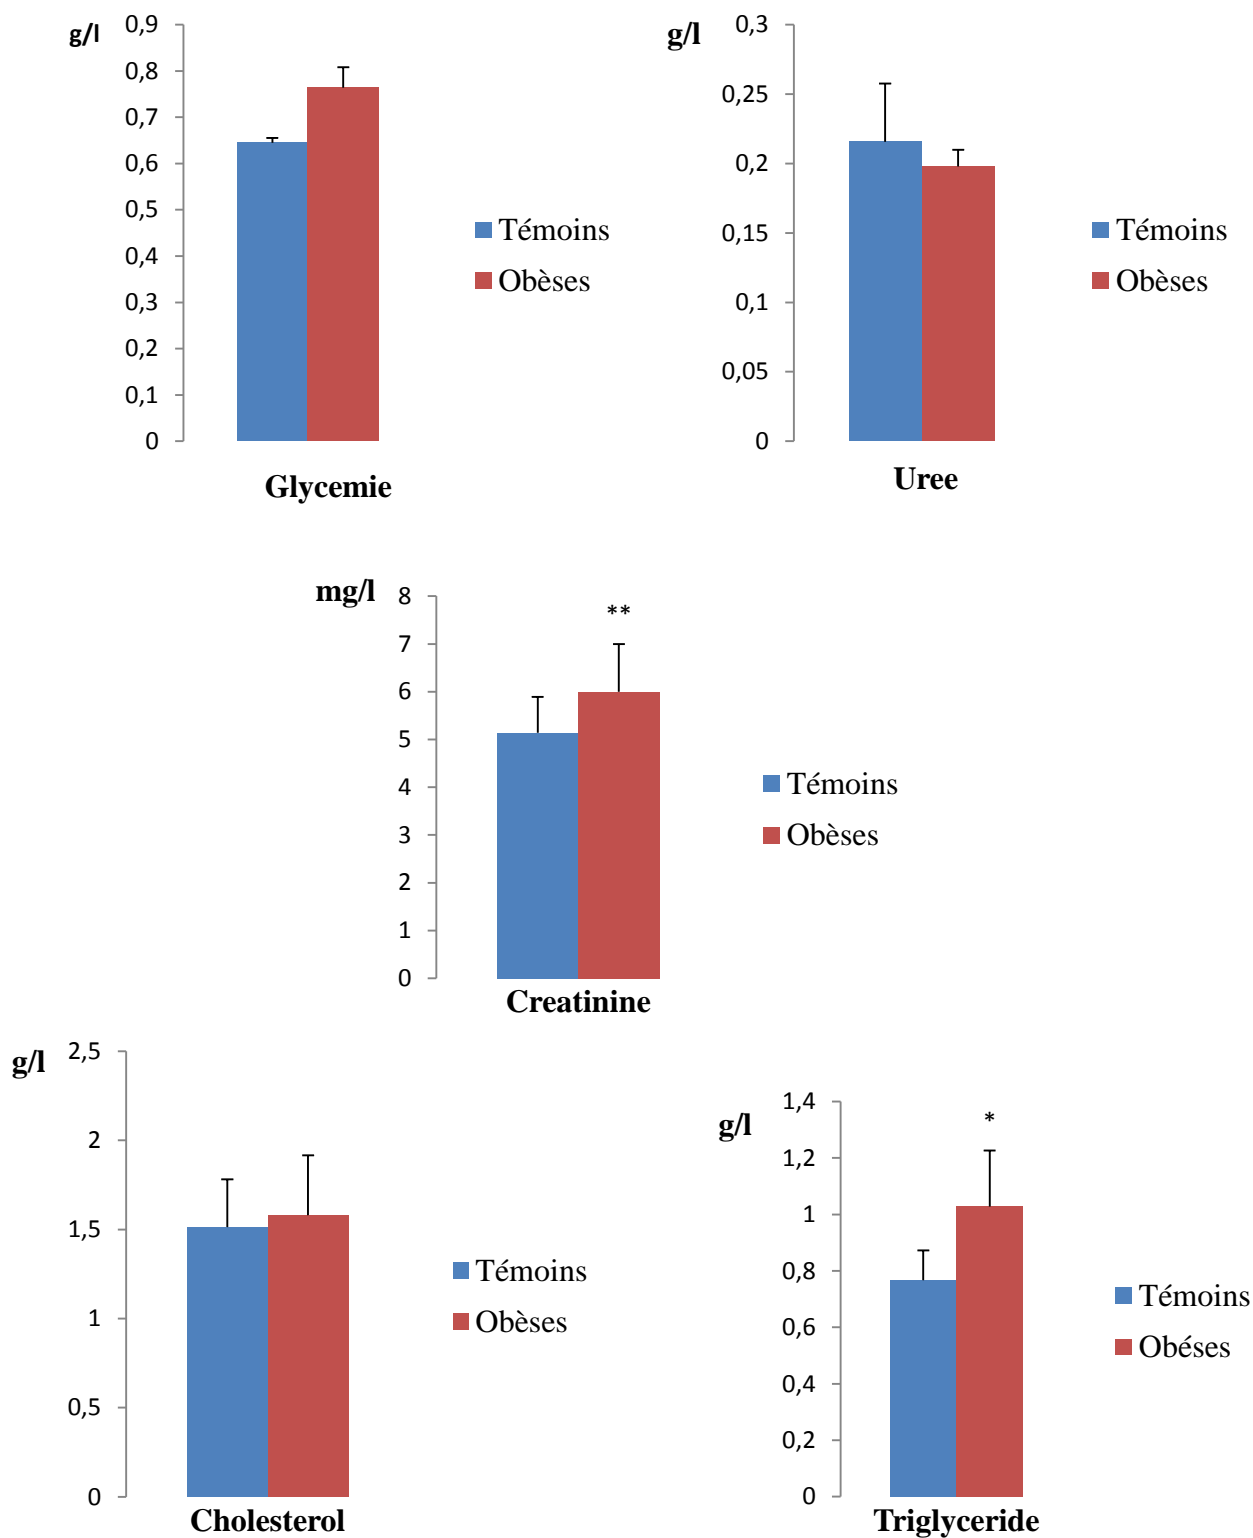 g/l
0,9
0,8
0,7
0,6
0,5
0,4
0,3
0,2
0,1
0
Témoins
Obèses
Glycemie
g/l
0,3
0,25
0,2
0,15
0,1
0,05
0
Témoins
Obèses
Uree
mg/l
8
7
6
5
4
3
2
1
0
**
Témoins
Obèses
Creatinine
g/l
2,5
2
1,5
1
0,5
0
Témoins
Obèses
Cholesterol
g/l
1,4
1,2
1
0,8
0,6
0,4
0,2
0
*
Témoins
Obéses
Triglyceride